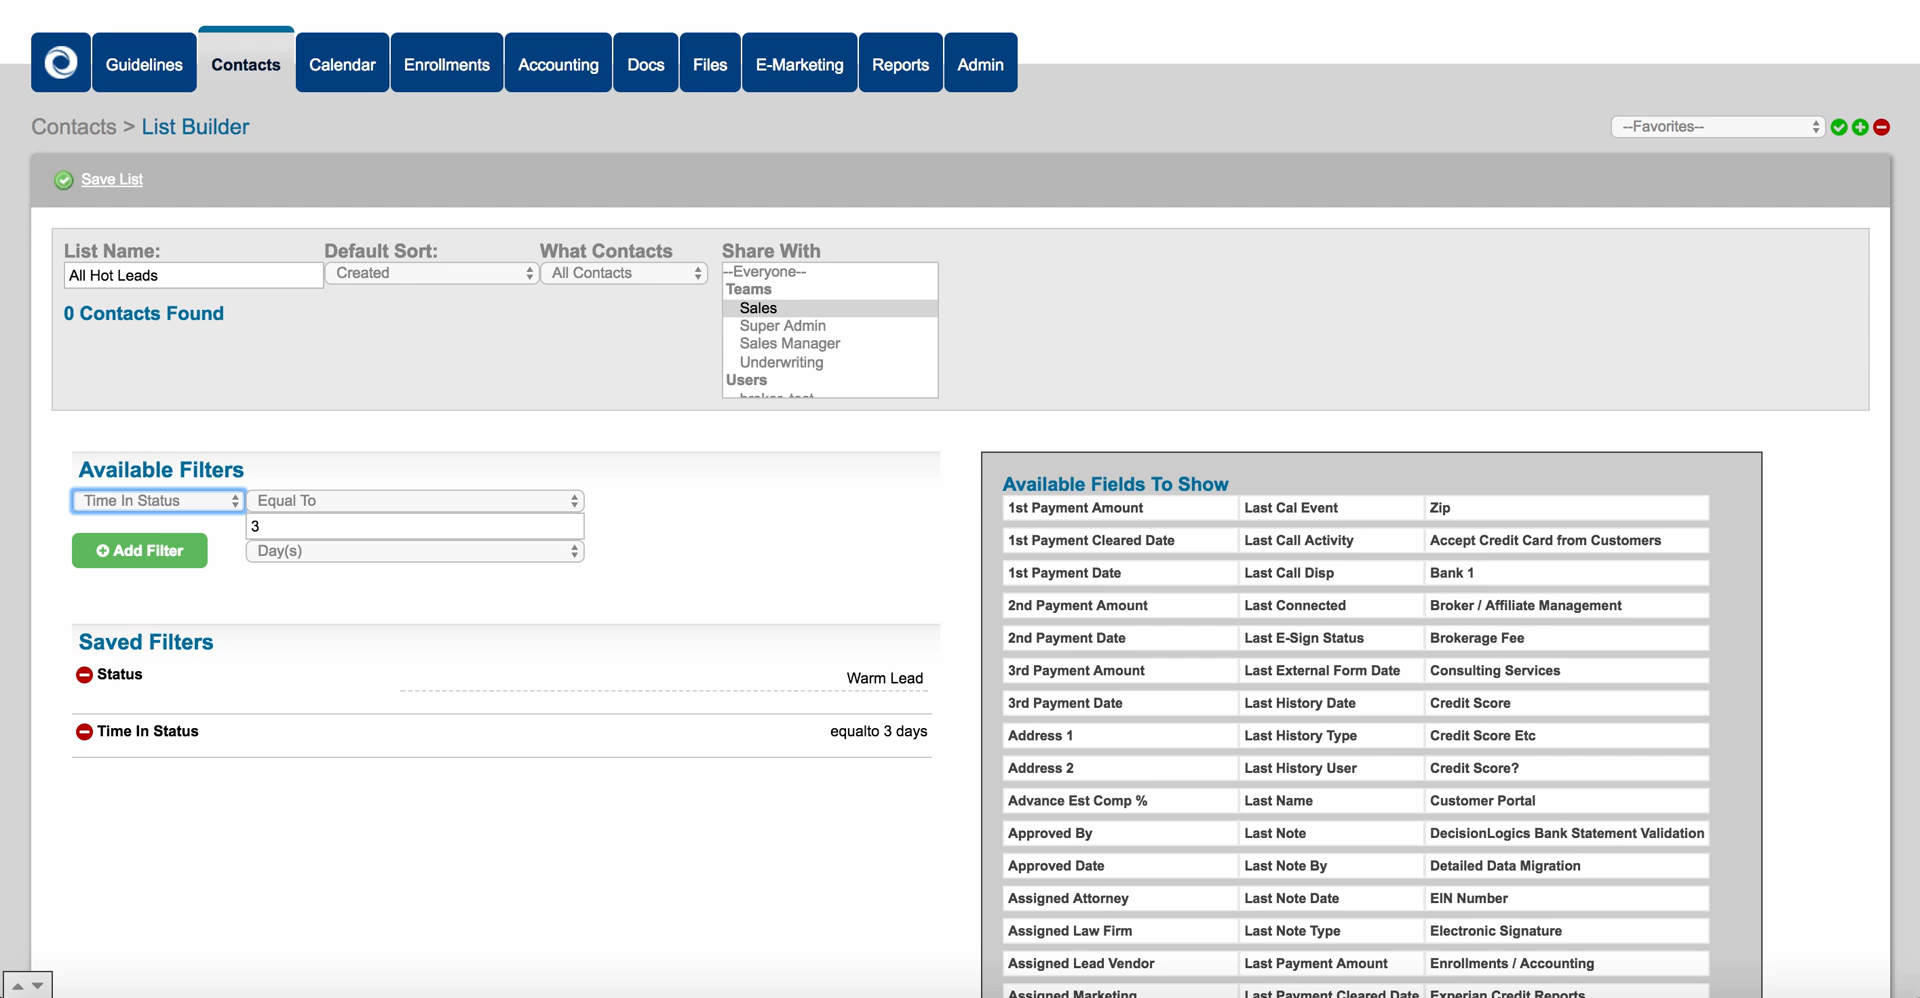 Guidelines Contacts Calendar Enrollments Accounting Docs Files E-Marketing Reports Admin
Contacts > List Builder
--Favorites--
Save List
List Name: Default Sort: What Contacts Share With
All Hot Leads Created All Contacts
0 Contacts Found
--Everyone--
Teams
Sales
Super Admin
Sales Manager
Underwriting
Users
broker_test
Available Filters
Time In Status Equal To
3
Add Filter Day(s)
Saved Filters
Status Warm Lead
Time In Status equalto 3 days
Available Fields To Show
1st Payment Amount Last Cal Event Zip
1st Payment Cleared Date Last Call Activity Accept Credit Card from Customers
1st Payment Date Last Call Disp Bank 1
2nd Payment Amount Last Connected Broker / Affiliate Management
2nd Payment Date Last E-Sign Status Brokerage Fee
3rd Payment Amount Last External Form Date Consulting Services
3rd Payment Date Last History Date Credit Score
Address 1 Last History Type Credit Score Etc
Address 2 Last History User Credit Score?
Advance Est Comp % Last Name Customer Portal
Approved By Last Note DecisionLogics Bank Statement Validation
Approved Date Last Note By Detailed Data Migration
Assigned Attorney Last Note Date EIN Number
Assigned Law Firm Last Note Type Electronic Signature
Assigned Lead Vendor Last Payment Amount Enrollments / Accounting
Assigned Marketing Last Payment Cleared Date Experian Credit Reports